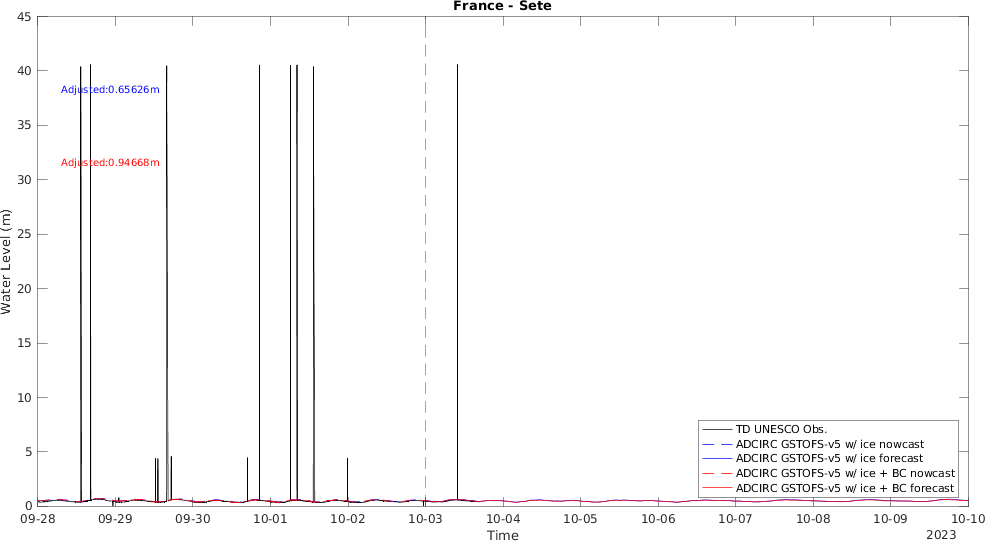 France - Sete
45
40
35
30
25
20
15
10
5
0
Water Level (m)
Adjusted:0.65626m
Adjusted:0.94668m
TD UNESCO Obs.
ADCIRC GSTOFS-v5 w/ ice nowcast
ADCIRC GSTOFS-v5 w/ ice forecast
ADCIRC GSTOFS-v5 w/ ice + BC nowcast
ADCIRC GSTOFS-v5 w/ ice + BC forecast
09-28 09-29 09-30 10-01 10-02 10-03 10-04 10-05 10-06 10-07 10-08 10-09 10-10
Time
2023